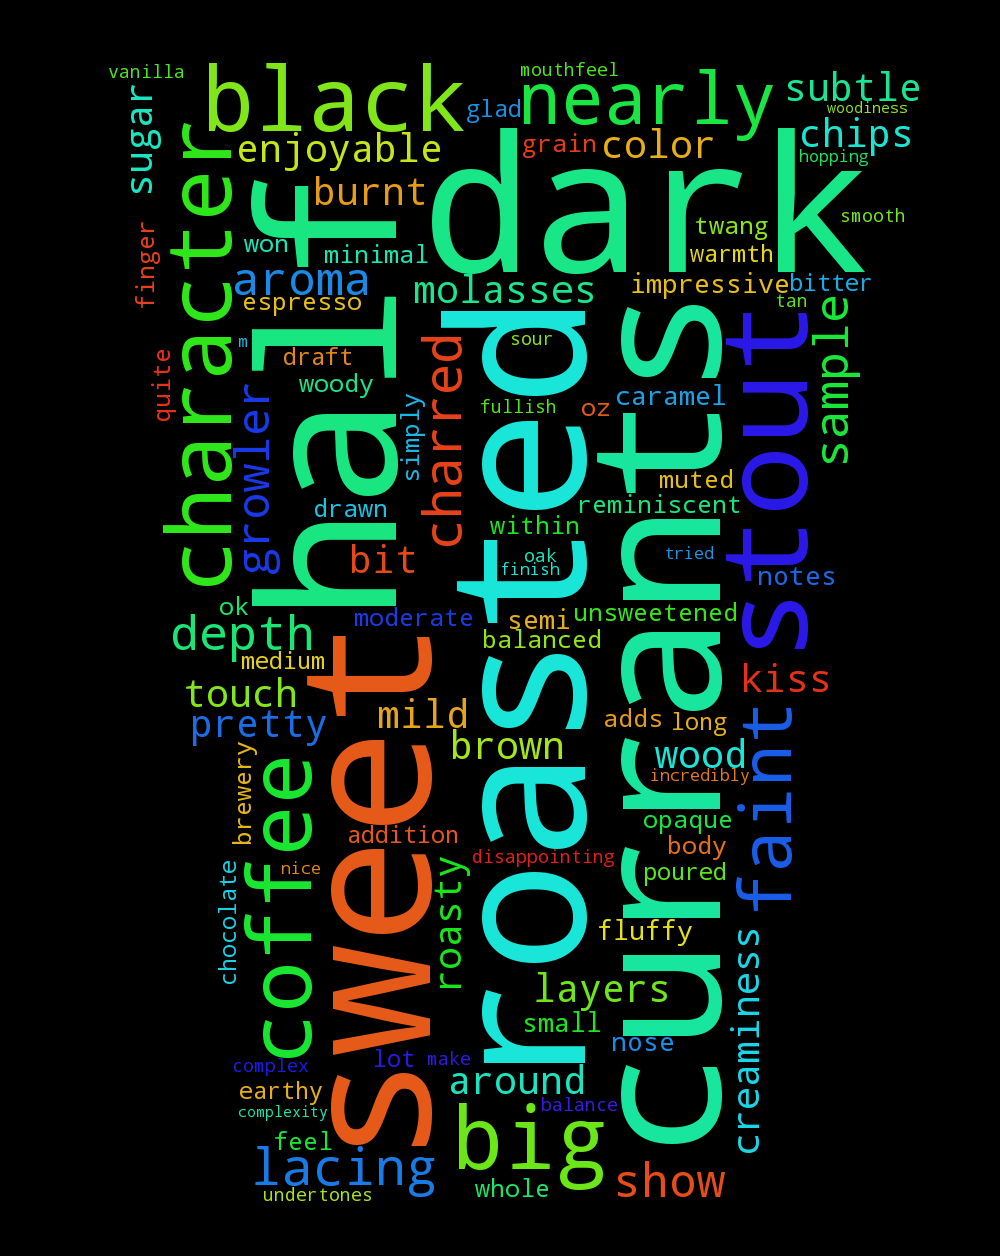 vanilla
mouthfeel
black
nearly
subtle
glad
woodiness
sugar
chips
grain
color
enjoyable
hopping
dark
burnt
character
half
smooth
twang
finger
won
minimal
warmth
aroma
molasses
impressive
bitter
espresso
tan
sour
m
draft
quite
woody
charred
roasted
currants
stout
sample
caramel
growler
simply
fullish
oz
muted
drawn
reminiscent
within
bit
oak
tried
finish
notes
ok
moderate
semi
unsweetened
depth
balanced
medium
sweet
kiss
touch
pretty
mild
adds
long
brown
wood
faint
incredibly
brewery
coffee
opaque
addition
body
disappointing
nice
poured
chocolate
roasty
fluffy
layers
creaminess
small
nose
complex
lot
make
around
earthy
balance
complexity
big
feel
lacing
whole
show
undertones